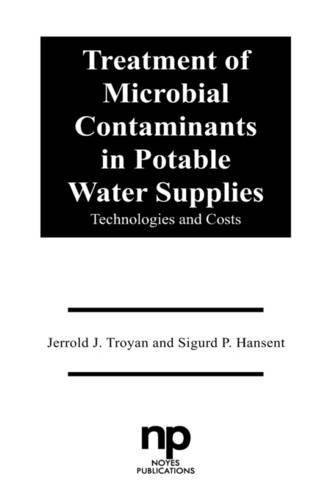 Treatment of
Microbial
Contaminants
in Potable
Water Supplies
Technologies and Costs
Jerrold J. Troyan and Sigurd P. Hansent
np
NOYES
PUBLICATIONS